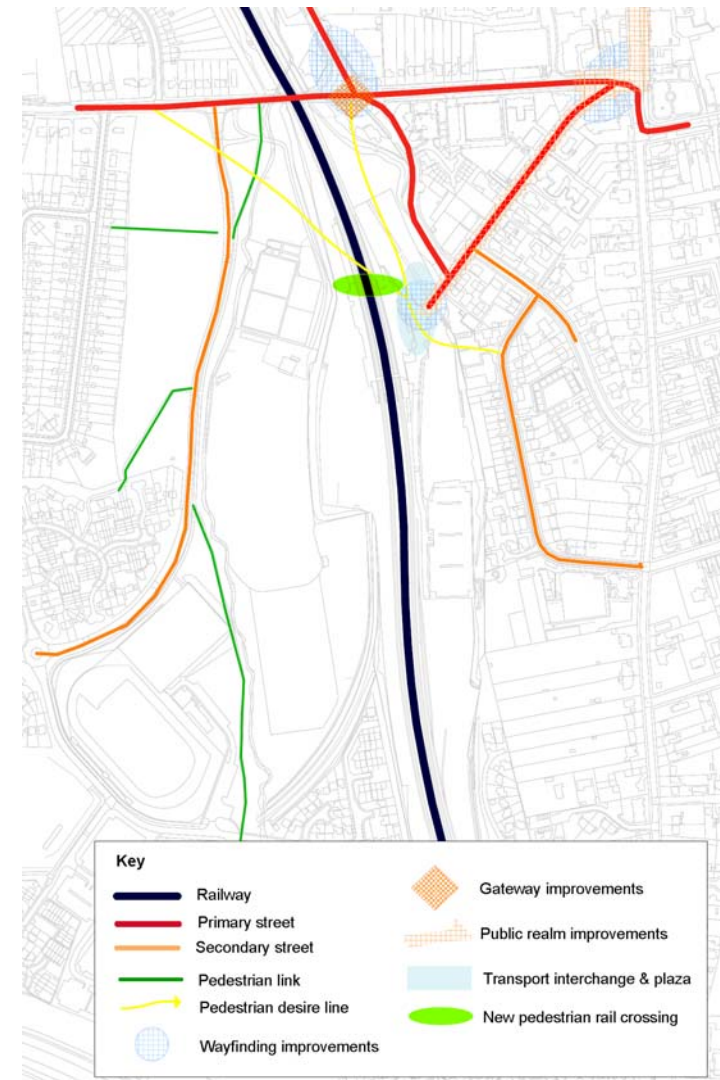 Key
Railway
Primary street
Secondary street
Pedestrian link
Pedestrian desire line
Wayfinding improvements
Gateway improvements
Public realm improvements
Transport interchange & plaza
New pedestrian rail crossing